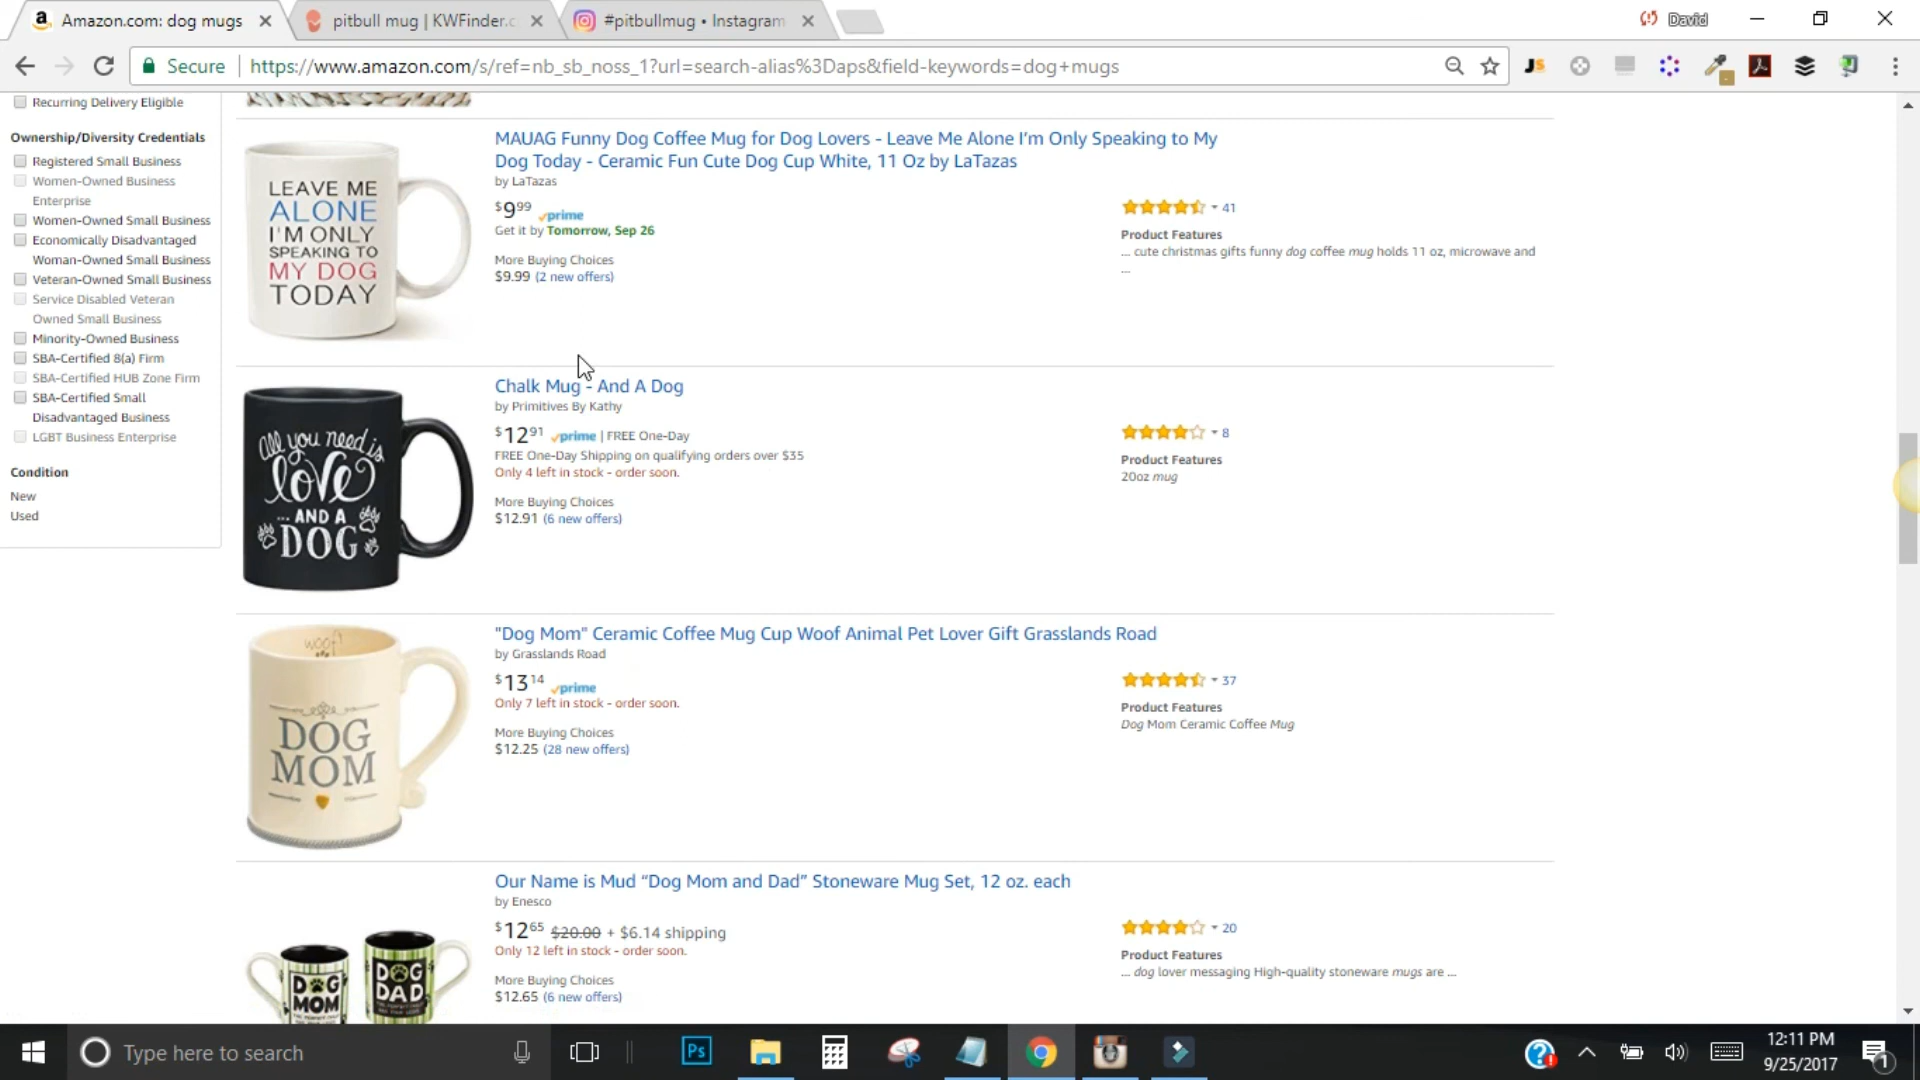 Amazon.com: dog mugs
pitbull mug | KWFinder.c
#pitbullmug • Instagram
David
Secure | https://www.amazon.com/s/ref=nb_sb_noss_1?url=search-alias%3Daps&field-keywords=dog+mugs
JS
Recurring Delivery Eligible
Ownership/Diversity Credentials
Registered Small Business
Women-Owned Business
Enterprise
Women-Owned Small Business
Economically Disadvantaged
Woman-Owned Small Business
Veteran-Owned Small Business
Service Disabled Veteran
Owned Small Business
Minority-Owned Business
SBA-Certified 8(a) Firm
SBA-Certified HUB Zone Firm
SBA-Certified Small
Disadvantaged Business
LGBT Business Enterprise
Condition
New
Used
LEAVE ME
ALONE
I'M ONLY
SPEAKING TO
MY DOG
TODAY
MAUAG Funny Dog Coffee Mug for Dog Lovers - Leave Me Alone I'm Only Speaking to My
Dog Today - Ceramic Fun Cute Dog Cup White, 11 Oz by LaTazas
by LaTazas
$9 99 prime
Get it by Tomorrow, Sep 26
More Buying Choices
$9.99 (2 new offers)
41
Product Features
... cute christmas gifts funny dog coffee mug holds 11 oz, microwave and
...
All you need is
love
... AND A
DOG
Chalk Mug - And A Dog
by Primitives By Kathy
$12 91 prime | FREE One-Day
FREE One-Day Shipping on qualifying orders over $35
Only 4 left in stock - order soon.
More Buying Choices
$12.91 (6 new offers)
8
Product Features
20oz mug
woof!
DOG
MOM
"Dog Mom" Ceramic Coffee Mug Cup Woof Animal Pet Lover Gift Grasslands Road
by Grasslands Road
$13 14 prime
Only 7 left in stock - order soon.
More Buying Choices
$12.25 (28 new offers)
37
Product Features
Dog Mom Ceramic Coffee Mug
DOG
MOM
DOG
DAD
Our Name is Mud “Dog Mom and Dad” Stoneware Mug Set, 12 oz. each
by Enesco
$12 65 $20.00 + $6.14 shipping
Only 12 left in stock - order soon.
More Buying Choices
$12.65 (6 new offers)
20
Product Features
... dog lover messaging High-quality stoneware mugs are ...
Type here to search
Ps
12:11 PM
9/25/2017
1